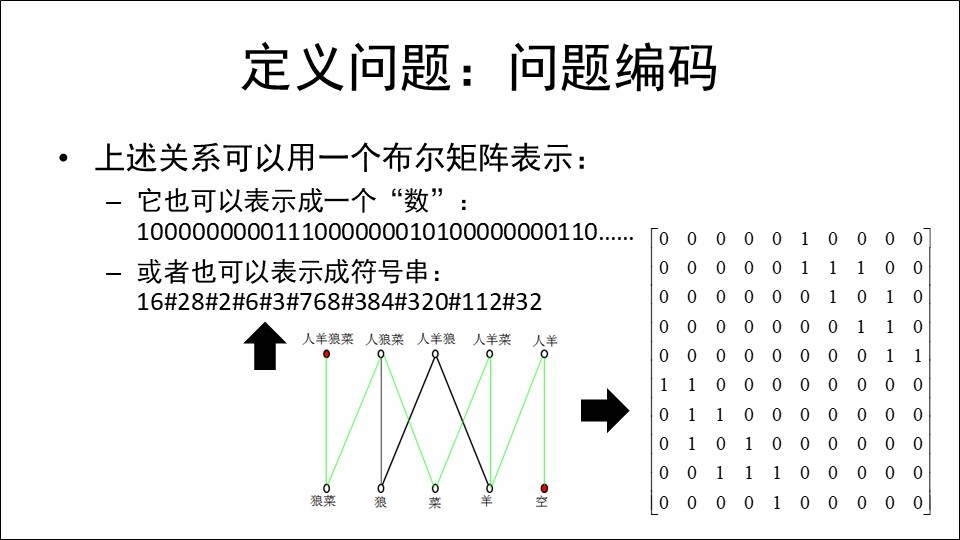 定义问题：问题编码
• 上述关系可以用一个布尔矩阵表示：
– 它也可以表示成一个“数”：
10000000001110000000010100000000110……
– 或者也可以表示成符号串：
16#28#2#6#3#768#384#320#112#32
人羊狼菜 人狼菜 人羊狼 人羊菜 人羊
狼菜 狼 菜 羊 空
0 0 0 0 0 1 0 0 0 0
0 0 0 0 0 1 1 1 0 0
0 0 0 0 0 0 1 0 1 0
0 0 0 0 0 0 0 1 1 0
0 0 0 0 0 0 0 0 1 1
1 1 0 0 0 0 0 0 0 0
0 1 1 0 0 0 0 0 0 0
0 1 0 1 0 0 0 0 0 0
0 0 1 1 1 0 0 0 0 0
0 0 0 0 1 0 0 0 0 0